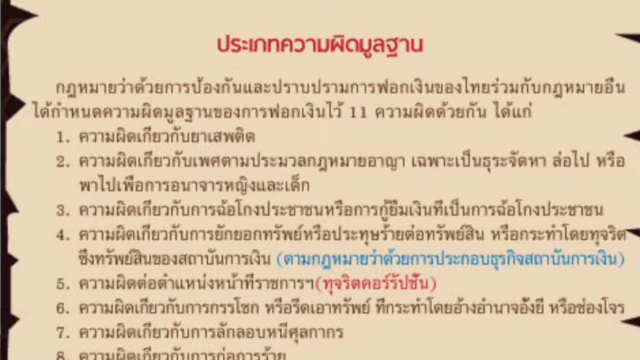 ประเภทความผิดมูลฐาน
กฎหมายว่าด้วยการป้องกันและปราบปรามการฟอกเงินของไทยร่วมกับกฎหมายอื่น
ได้กำหนดความผิดมูลฐานของการฟอกเงินไว้ 11 ความผิดด้วยกัน ได้แก่
1. ความผิดเกี่ยวกับยาเสพติด
2. ความผิดเกี่ยวกับเพศตามประมวลกฎหมายอาญา เฉพาะเป็นธุระจัดหา ล่อไป หรือ
พาไปเพื่อการอนาจารหญิงและเด็ก
3. ความผิดเกี่ยวกับการฉ้อโกงประชาชนหรือการกู้ยืมเงินที่เป็นการฉ้อโกงประชาชน
4. ความผิดเกี่ยวกับการยักยอกทรัพย์หรือประทุษร้ายต่อทรัพย์สิน หรือกระทำโดยทุจริต
ซึ่งทรัพย์สินของสถาบันการเงิน (ตามกฎหมายว่าด้วยการประกอบธุรกิจสถาบันการเงิน)
5. ความผิดต่อตำแหน่งหน้าที่ราชการฯ(ทุจริตคอร์รัปชั่น)
6. ความผิดเกี่ยวกับการกรรโชก หรือรีดเอาทรัพย์ ที่กระทำโดยอ้างอำนาจอั้งยี่ หรือซ่องโจร
7. ความผิดเกี่ยวกับการลักลอบหนีศุลกากร
8. ความผิดเกี่ยวกับการก่อการร้าย